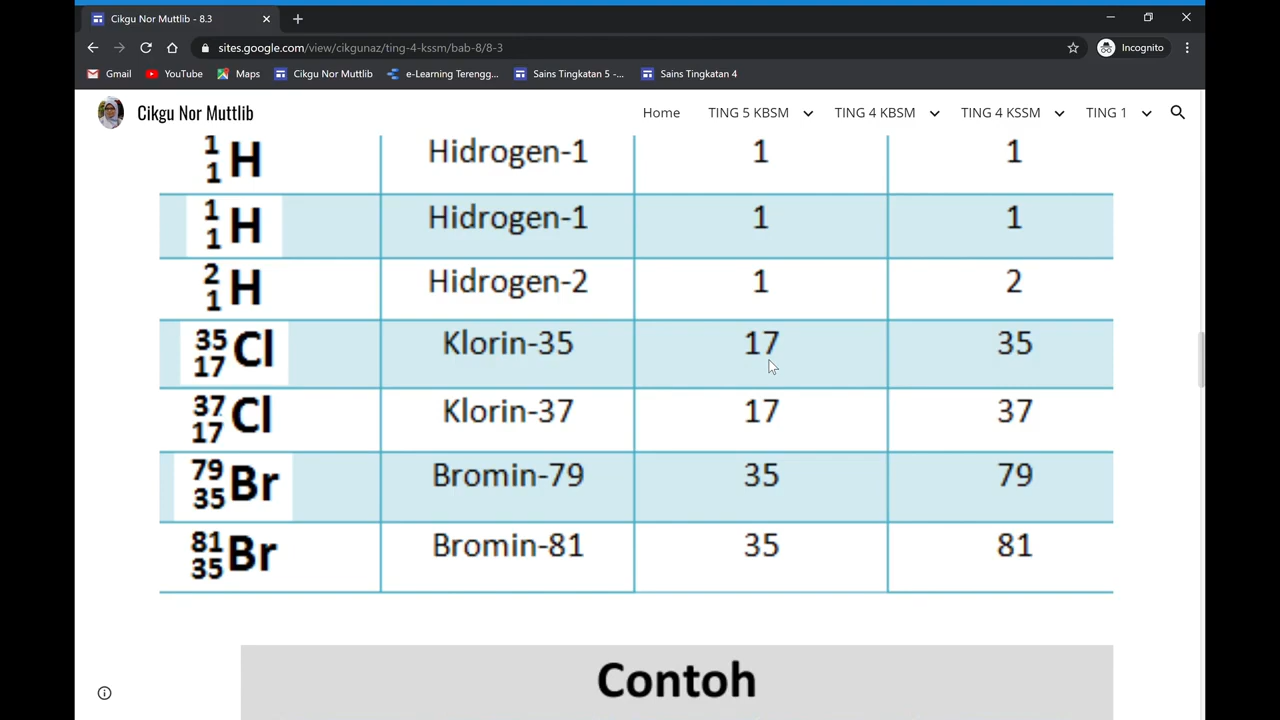 Cikgu Nor Muttlib - 8.3
sites.google.com/view/cikgunaz/ting-4-kssm/bab-8/8-3
Incognito
Gmail YouTube Maps Cikgu Nor Muttlib e-Learning Terengg... Sains Tingkatan 5 -... Sains Tingkatan 4
Cikgu Nor Muttlib Home TING 5 KBSM TING 4 KBSM TING 4 KSSM TING 1
1 1 H Hidrogen-1 1 1
1 1 H Hidrogen-1 1 1
2 1 H Hidrogen-2 1 2
35 17 Cl Klorin-35 17 35
37 17 Cl Klorin-37 17 37
79 35 Br Bromin-79 35 79
81 35 Br Bromin-81 35 81
Contoh